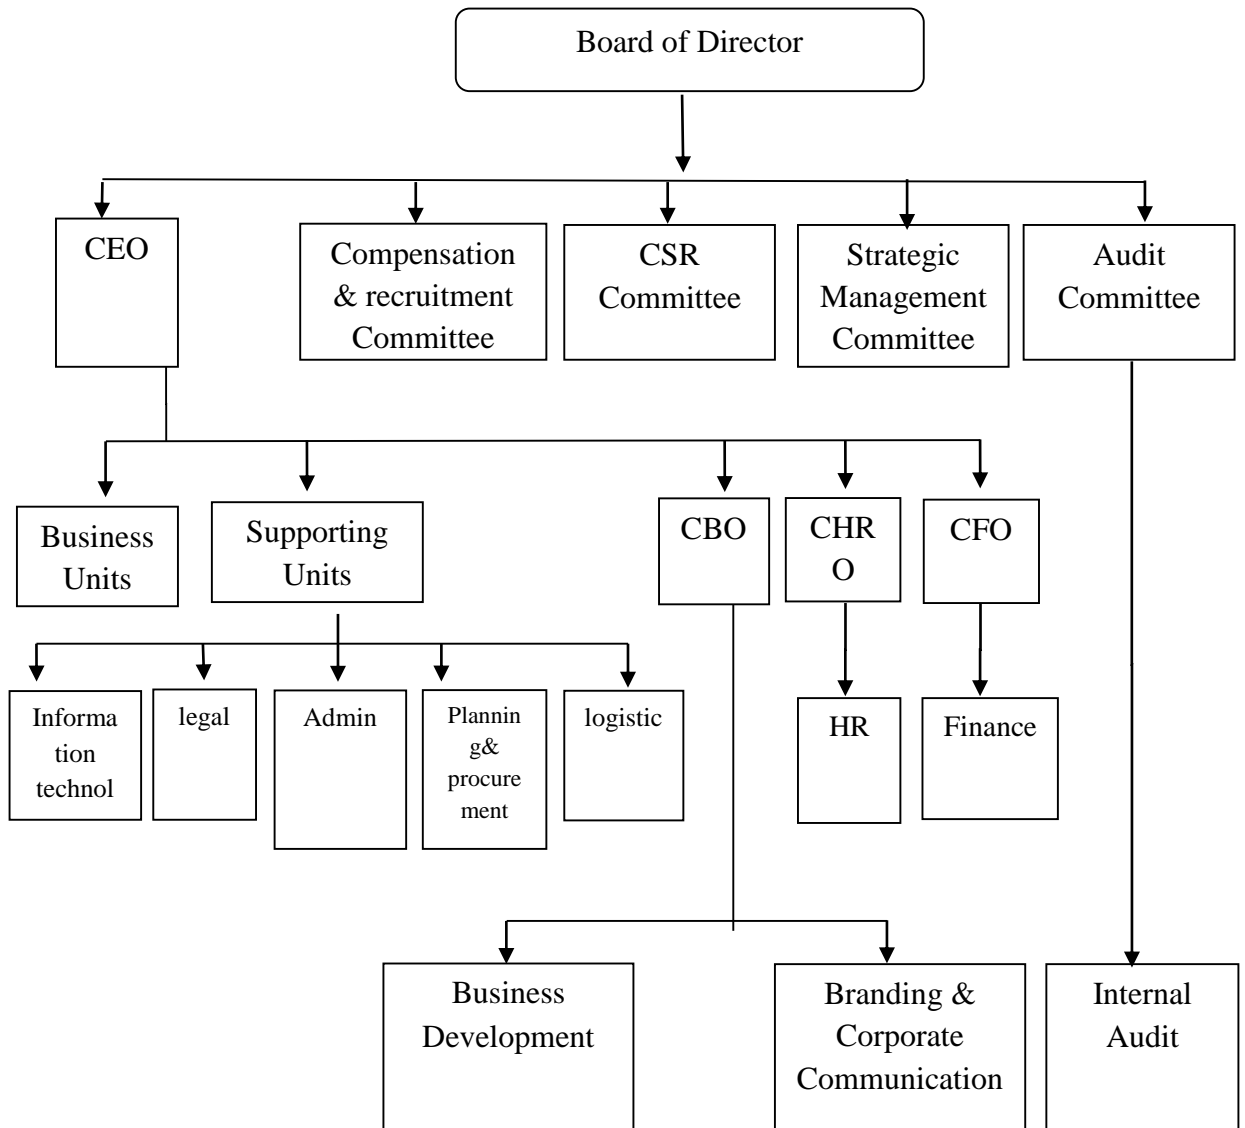 Board of Director
CEO
Compensation
& recruitment
Committee
CSR
Committee
Strategic
Management
Committee
Audit
Committee
Business
Units
Supporting
Units
CBO
CHR
O
CFO
Informa
tion
technol
legal
Admin
Plannin
g&
procure
ment
logistic
HR
Finance
Business
Development
Branding &
Corporate
Communication
Internal
Audit